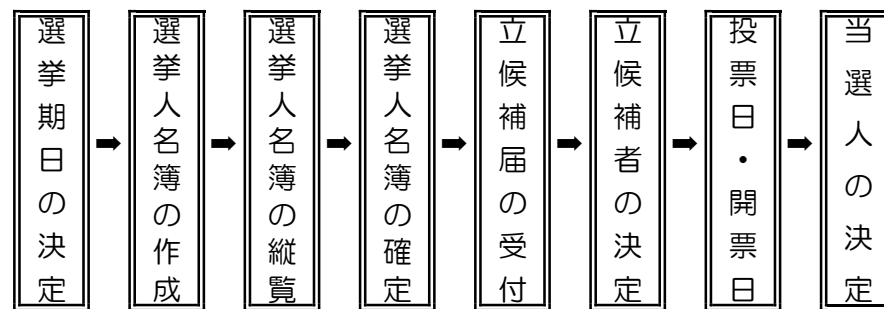 選挙期日の決定
➡
選挙人名簿の作成
➡
選挙人名簿の縦覧
➡
選挙人名簿の確定
➡
立候補届の受付
➡
立候補者の決定
➡
投票日・開票日
➡
当選人の決定